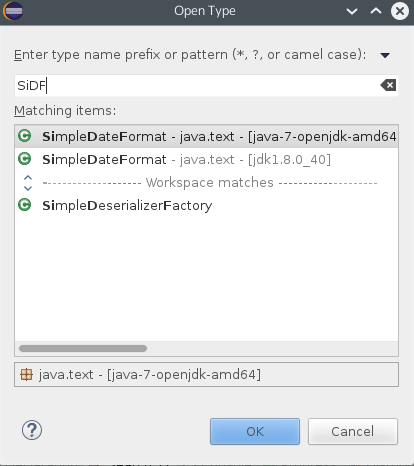 Open Type
Enter type name prefix or pattern (*, ?, or camel case):
SiDF
Matching items:
SimpleDateFormat - java.text - [java-7-openjdk-amd64
SimpleDateFormat - java.text - [jdk1.8.0_40]
Workspace matches
SimpleDeserializerFactory
java.text - [java-7-openjdk-amd64]
OK
Cancel